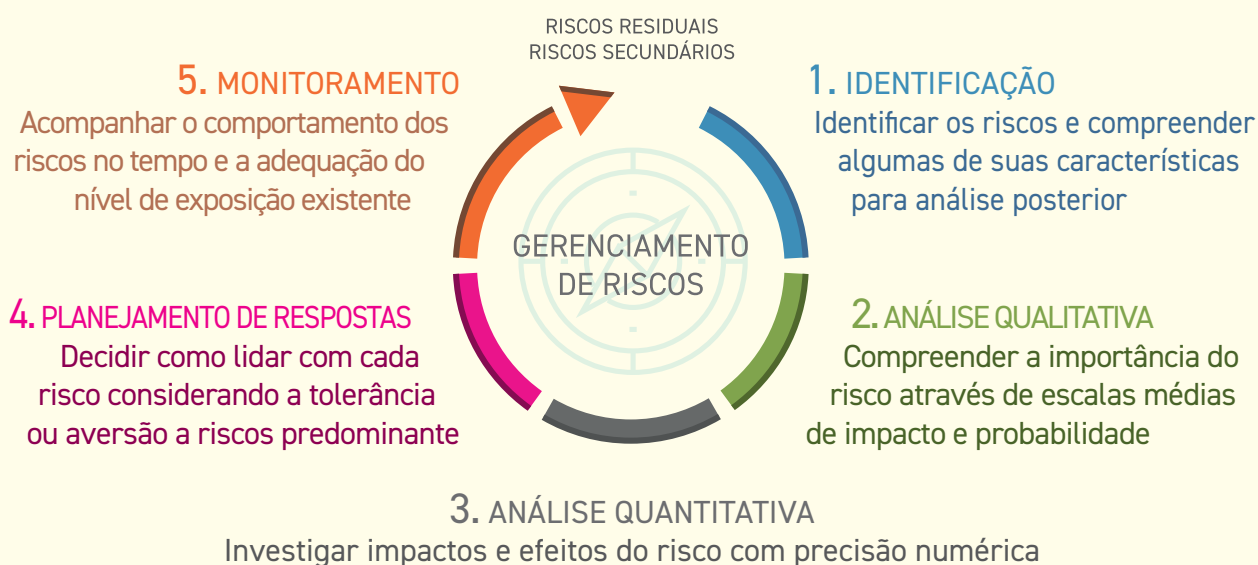 RISCOS RESIDUAIS
RISCOS SECUNDÁRIOS
1. IDENTIFICAÇÃO
Identificar os riscos e compreender
algumas de suas características
para análise posterior
2. ANÁLISE QUALITATIVA
Compreender a importância do
risco através de escalas médias
de impacto e probabilidade
3. ANÁLISE QUANTITATIVA
Investigar impactos e efeitos do risco com precisão numérica
4. PLANEJAMENTO DE RESPOSTAS
Decidir como lidar com cada
risco considerando a tolerância
ou aversão a riscos predominante
5. MONITORAMENTO
Acompanhar o comportamento dos
riscos no tempo e a adequação do
nível de exposição existente
GERENCIAMENTO
DE RISCOS